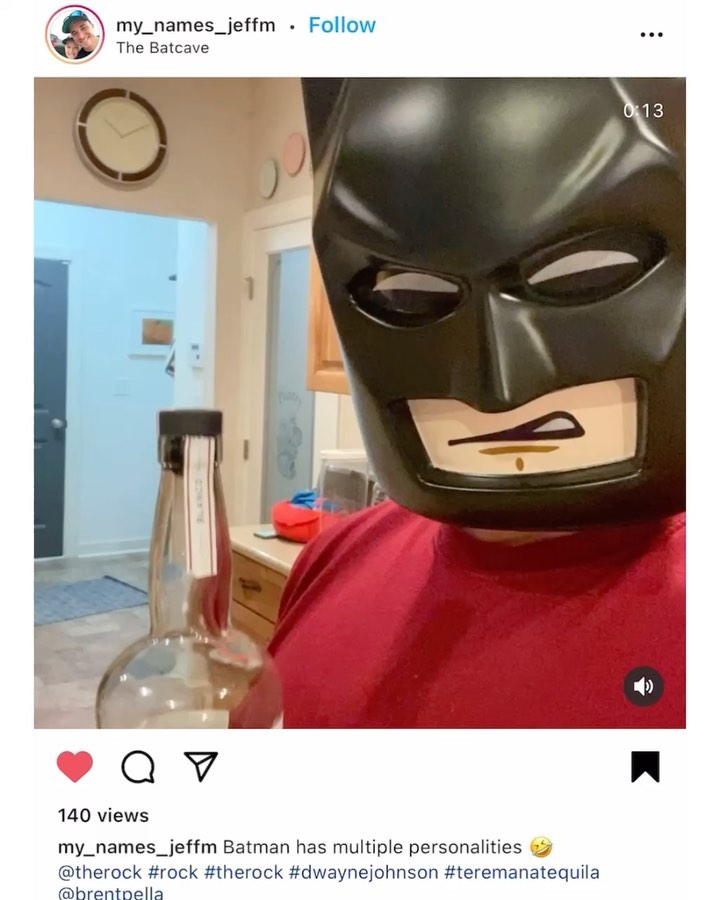 my_names_jeffm • Follow
The Batcave
0:13
140 views
my_names_jeffm Batman has multiple personalities 🤣
@therock #rock #therock #dwaynejohnson #teremanatequila
@brentpella